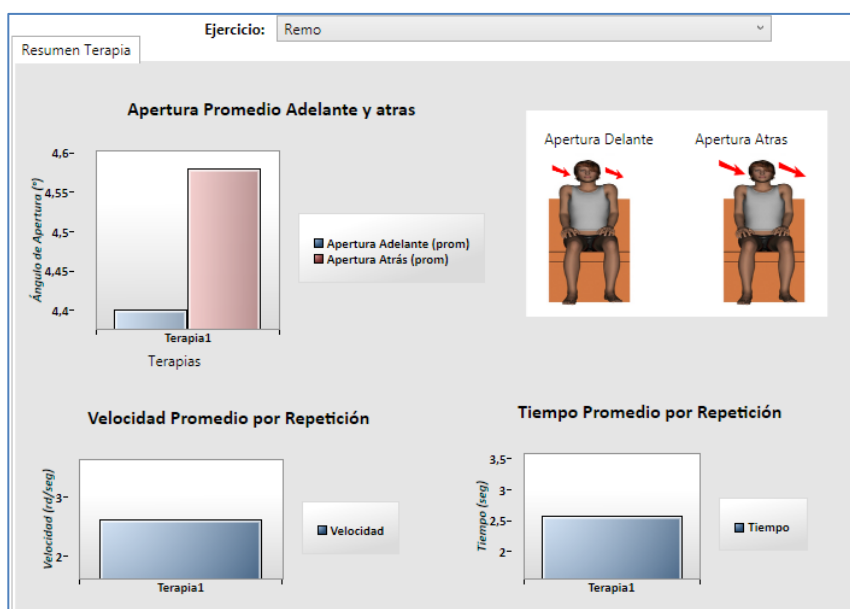 Ejercicio: Remo
Resumen Terapia
Apertura Promedio Adelante y atras
Ángulo de Apertura (°)
4,6
4,55
4,5
4,45
4,4
Terapia1
Terapias
Apertura Adelante (prom)
Apertura Atrás (prom)
Apertura Delante Apertura Atras
Velocidad Promedio por Repetición
Velocidad (rd/seg)
3
2
Terapia1
Velocidad
Tiempo Promedio por Repetición
Tiempo (seg)
3,5
3
2,5
2
Terapia1
Tiempo